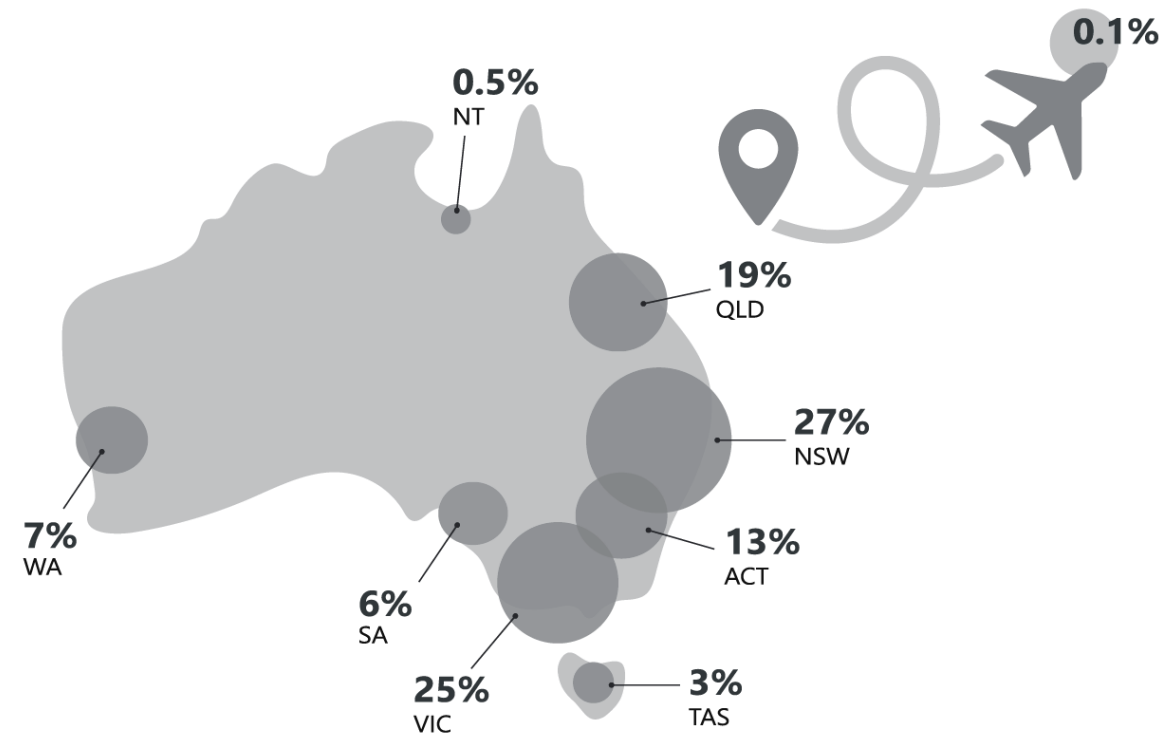 0.1%
0.5%
NT
19%
QLD
27%
NSW
13%
ACT
7%
WA
6%
SA
25%
VIC
3%
TAS